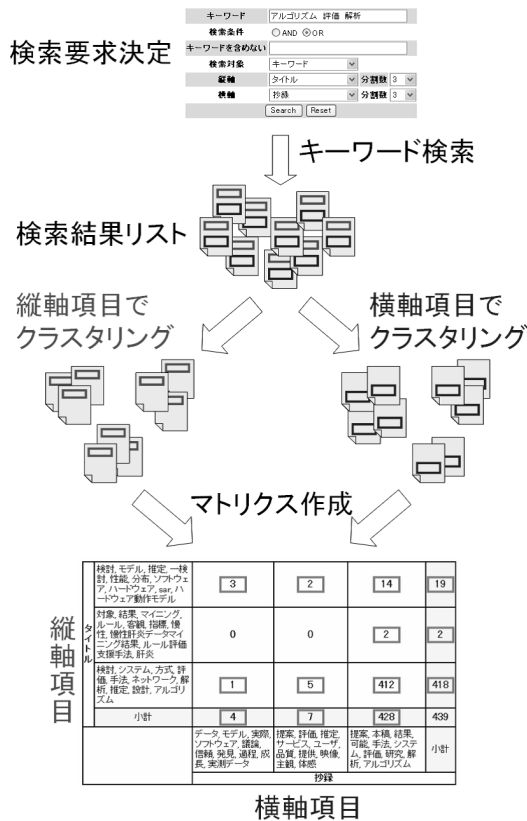 検索要求決定
キーワード アルゴリズム 評価 解析
検索条件 AND OR
キーワードを含めない
検索対象 キーワード
縦軸 タイトル 分割数 3
横軸 抄録 分割数 3
Search Reset
キーワード検索
検索結果リスト
縦軸項目で
クラスタリング
横軸項目で
クラスタリング
マトリクス作成
縦軸項目
タイトル
検討, モデル, 推定, 一検
討, 性能, 分布, ソフトウェ
ア, ハードウェア, sar, ハ
ードウェア動作モデル
3 2 14 19
対象, 結果, マイニング,
ルール, 客観, 指標, 慢
性, 慢性肝炎データマイ
ニング結果, ルール評価
支援手法, 肝炎
0 0 2 2
検討, システム, 方式, 評
価, 手法, ネットワーク, 解
析, 推定, 設計, アルゴリ
ズム
1 5 412 418
小計 4 7 428 439
データ, モデル, 実際,
ソフトウェア, 議論,
信頼, 発見, 過程, 成
長, 実測データ
提案, 評価, 推定,
サービス, ユーザ,
品質, 提供, 映像,
主観, 体感
提案, 本稿, 結果,
可能, 手法, システ
ム, 評価, 研究, 解
析, アルゴリズム
小計
抄録
横軸項目